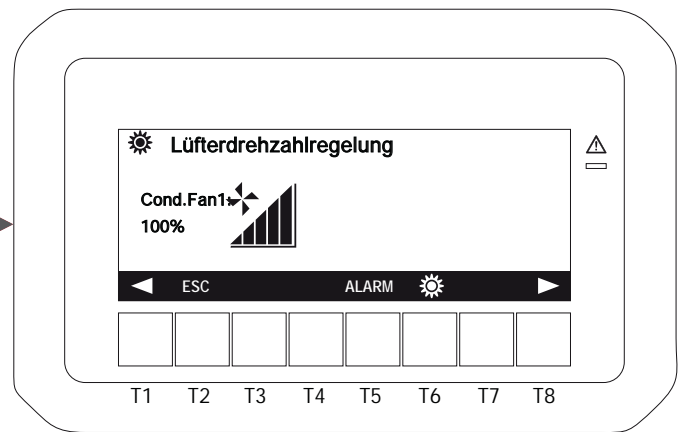 Lüfterdrehzahlregelung
Cond.Fan1:
100%
ESC ALARM
T1 T2 T3 T4 T5 T6 T7 T8